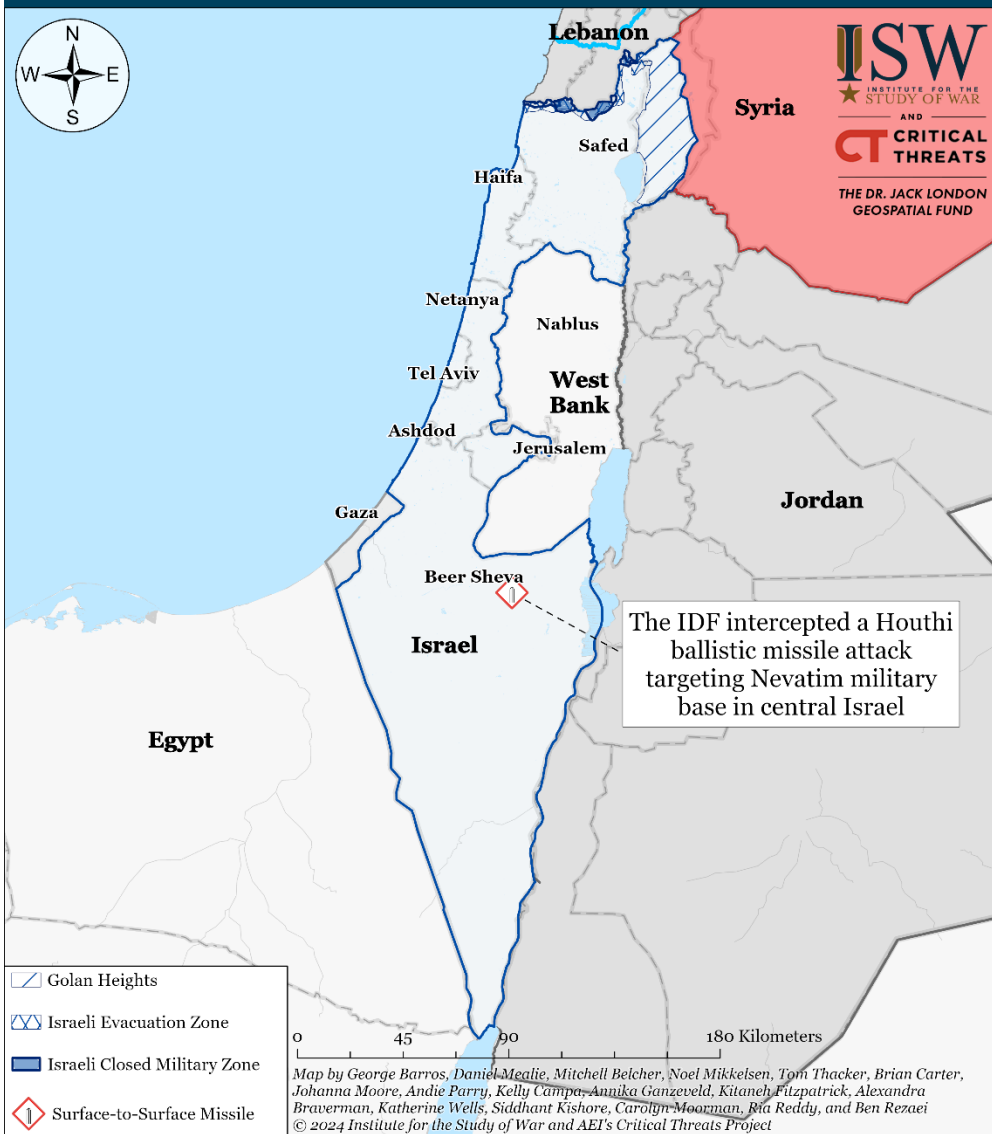 N
W E
S
Lebanon
ISW
INSTITUTE FOR THE
STUDY OF WAR
AND
CT CRITICAL
THREATS
THE DR. JACK LONDON
GEOSPATIAL FUND
Syria
Safed
Haifa
Netanya
Nablus
Tel Aviv
West
Bank
Ashdod
Jerusalem
Jordan
Gaza
Beer Sheva
Israel
The IDF intercepted a Houthi
ballistic missile attack
targeting Nevatim military
base in central Israel
Egypt
Golan Heights
Israeli Evacuation Zone
Israeli Closed Military Zone
Surface-to-Surface Missile
0 45 90 180 Kilometers
Map by George Barros, Daniel Mealie, Mitchell Belcher, Noel Mikkelsen, Tom Thacker, Brian Carter,
Johanna Moore, Andie Parry, Kelly Campa, Annika Ganzeveld, Kitaneh Fitzpatrick, Alexandra
Braverman, Katherine Wells, Siddhant Kishore, Carolyn Moorman, Ria Reddy, and Ben Rezaei
© 2024 Institute for the Study of War and AEI's Critical Threats Project